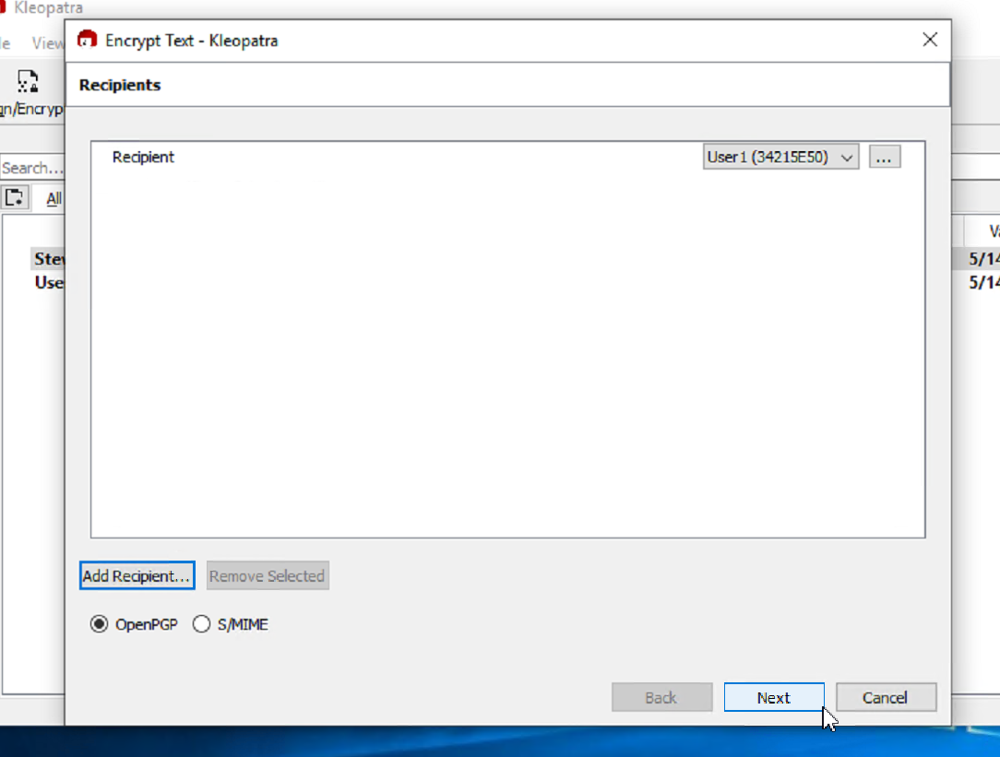 Kleopatra
Encrypt Text - Kleopatra
View
Recipients
gn/Encryp
Recipient
User1 (34215E50)
...
Search...
All
Va
Stev
5/14
Use
5/14
Add Recipient...
Remove Selected
OpenPGP
S/MIME
Back
Next
Cancel